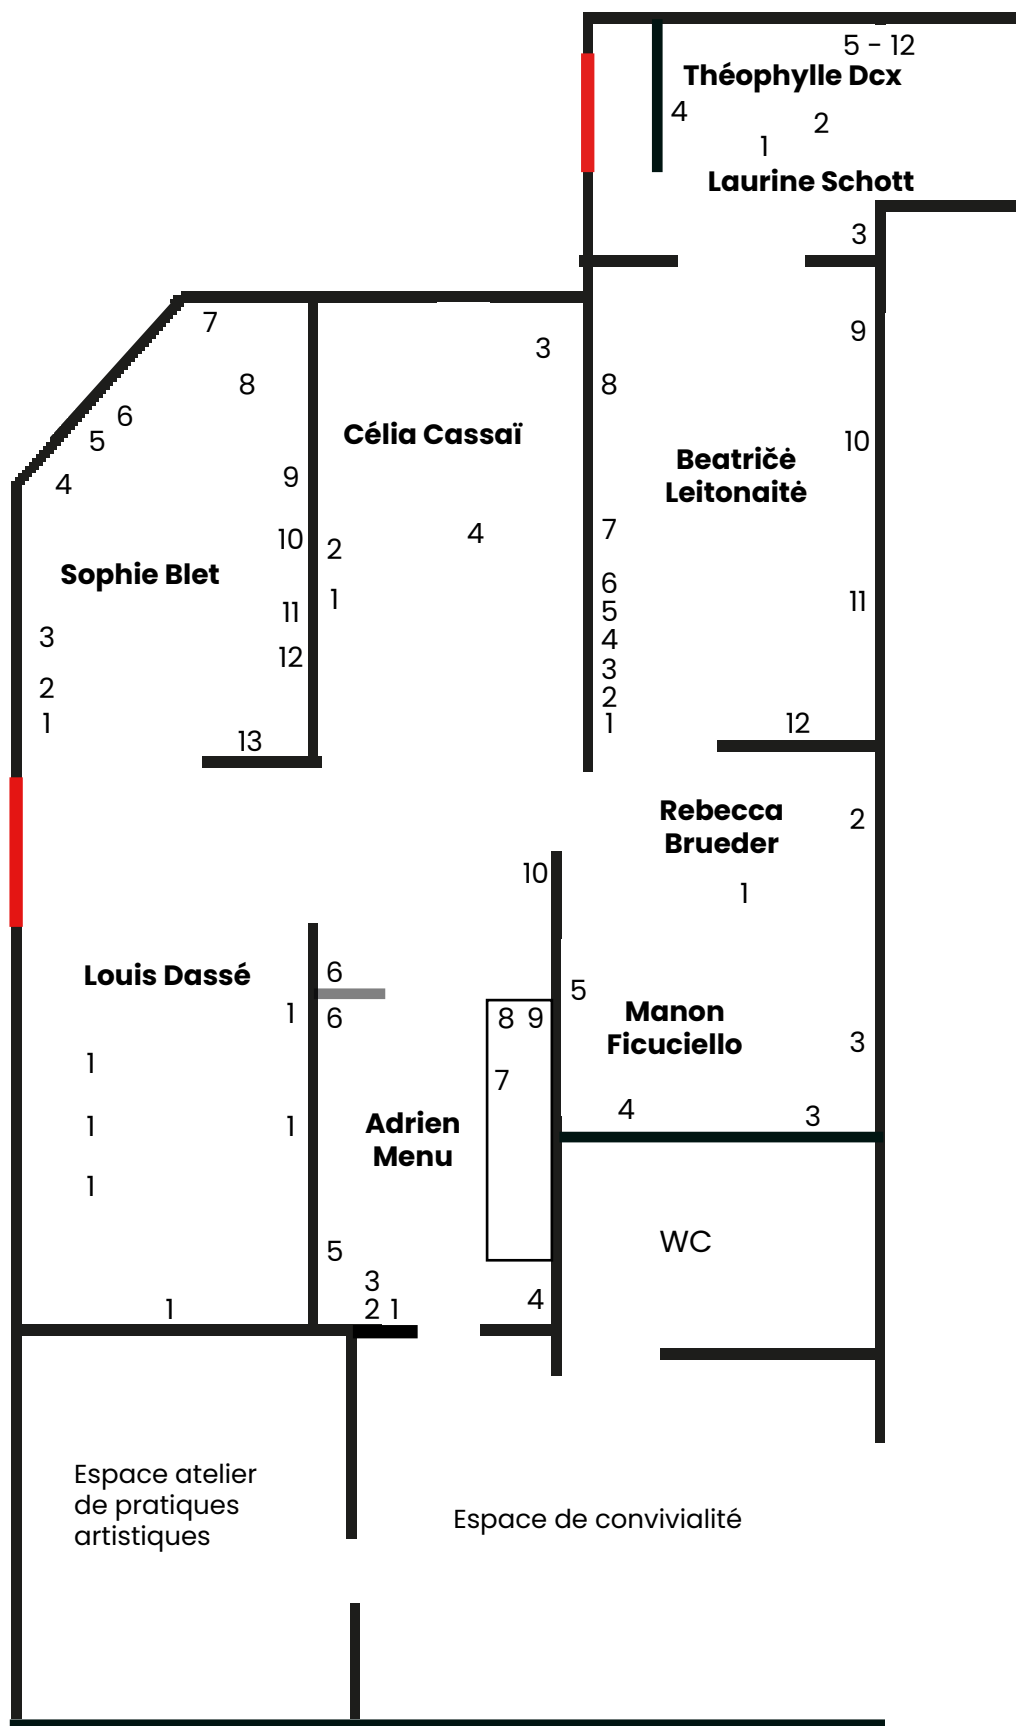 5 - 12
Théophylle Dcx
4
2
1
Laurine Schott
3
7
3
9
8
8
6
5
Célia Cassaï
10
Beatričė
Leitonaitė
9
4
10
2
4
7
Sophie Blet
6
1
11
11
5
3
4
12
3
2
2
1
1
12
13
Rebecca
Brueder
2
10
1
Louis Dassé
6
5
1
6
8 9
Manon
Ficuciello
3
1
7
4
3
1
1
Adrien
Menu
1
WC
5
3
1
2 1
4
Espace atelier
de pratiques
artistiques
Espace de convivialité